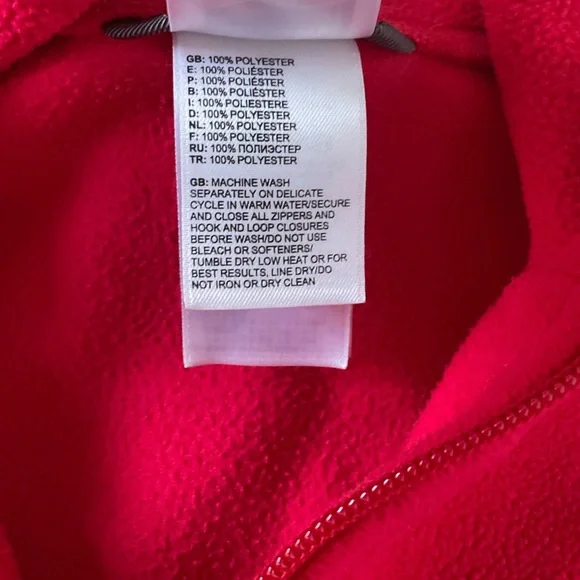 GB: 100% POLYESTER
E: 100% POLIÉSTER
P: 100% POLIÉSTER
B: 100% POLIÉSTER
I: 100% POLIESTERE
D: 100% POLYESTER
NL: 100% POLYESTER
F: 100% POLYESTER
RU: 100% ПОЛИЭСТЕР
TR: 100% POLYESTER
GB: MACHINE WASH
SEPARATELY ON DELICATE
CYCLE IN WARM WATER/SECURE
AND CLOSE ALL ZIPPERS AND
HOOK AND LOOP CLOSURES
BEFORE WASH/DO NOT USE
BLEACH OR SOFTENERS/
TUMBLE DRY LOW HEAT OR FOR
BEST RESULTS, LINE DRY/DO
NOT IRON OR DRY CLEAN